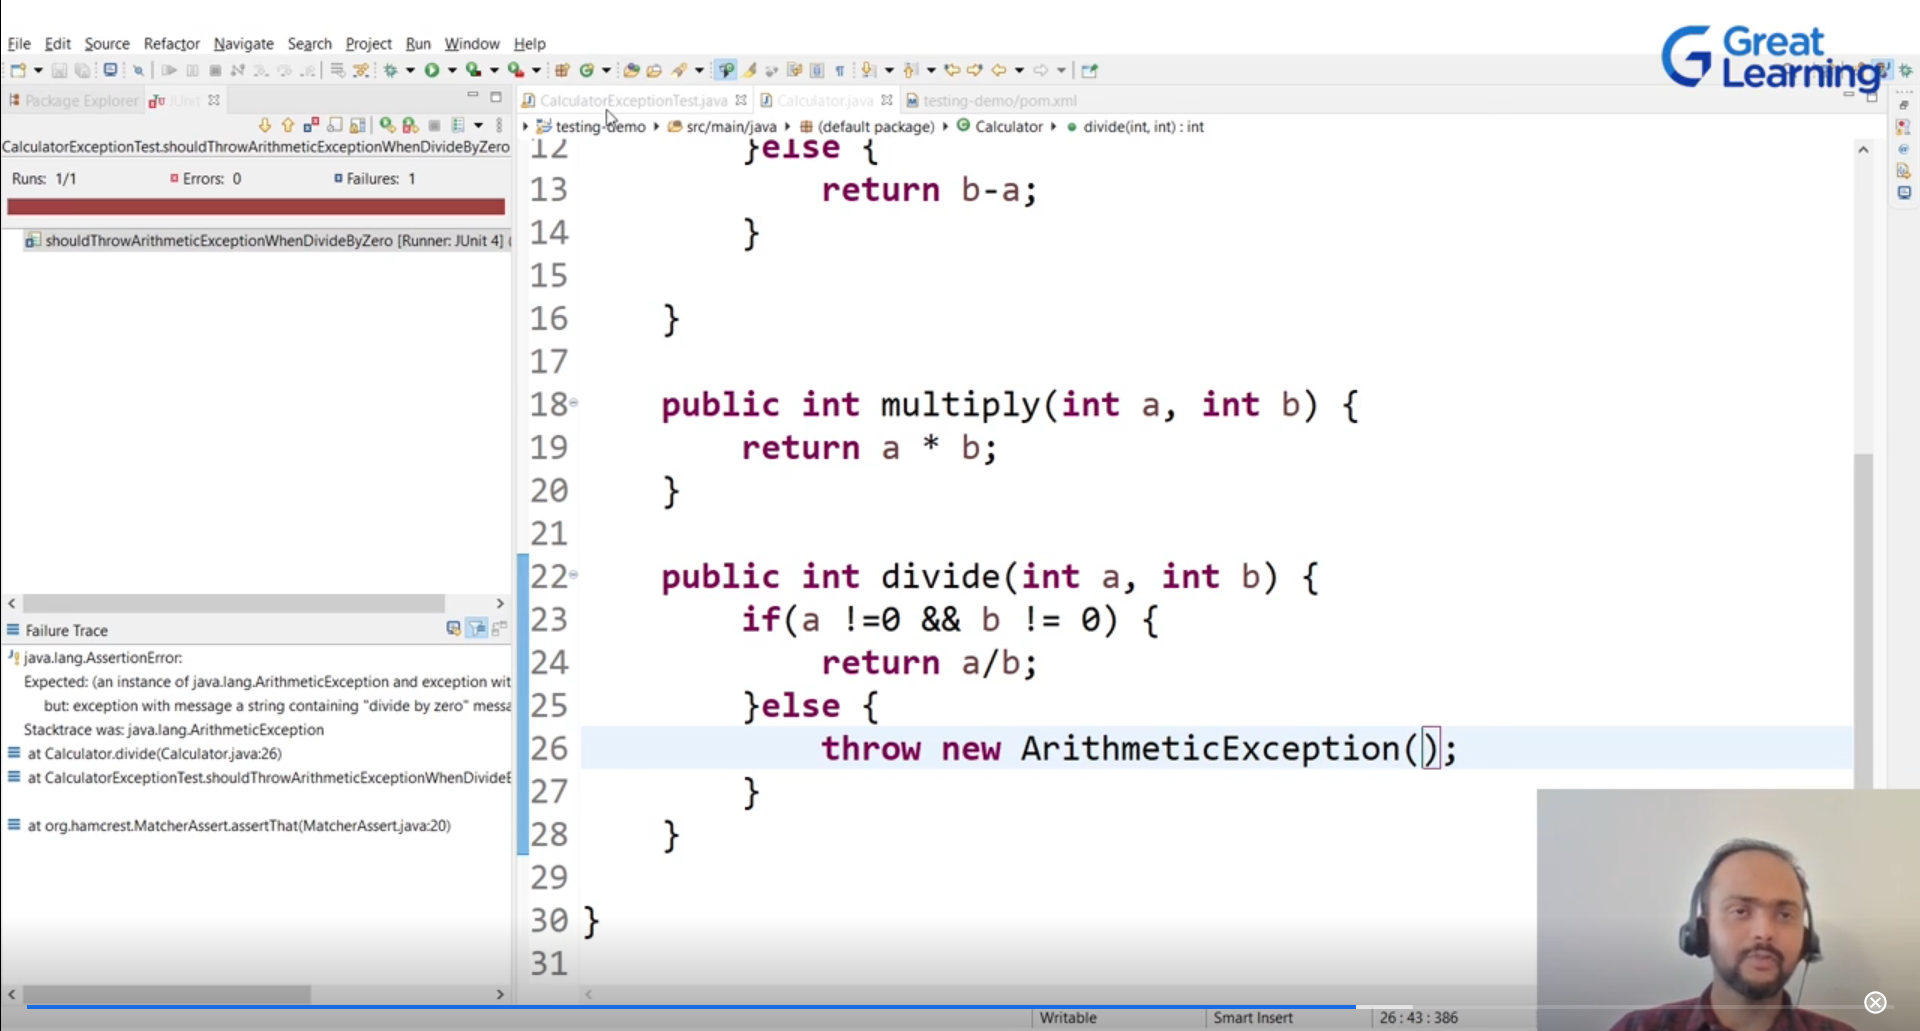 File Edit Source Refactor Navigate Search Project Run Window Help
Great
Learning
Package Explorer JUnit
CalculatorExceptionTest.java Calculator.java testing-demo/pom.xml
testing-demo src/main/java (default package) Calculator divide(int, int) : int
CalculatorExceptionTest.shouldThrowArithmeticExceptionWhenDivideByZero
Runs: 1/1 Errors: 0 Failures: 1
shouldThrowArithmeticExceptionWhenDivideByZero [Runner: JUnit 4] (
Failure Trace
java.lang.AssertionError:
Expected: (an instance of java.lang.ArithmeticException and exception wit
but: exception with message a string containing "divide by zero" messa
Stacktrace was: java.lang.ArithmeticException
at Calculator.divide(Calculator.java:26)
at CalculatorExceptionTest.shouldThrowArithmeticExceptionWhenDivideE
at org.hamcrest.MatcherAssert.assertThat(MatcherAssert.java:20)
12 }else {
13 return b-a;
14 }
15
16 }
17
18 public int multiply(int a, int b) {
19 return a * b;
20 }
21
22 public int divide(int a, int b) {
23 if(a !=0 && b != 0) {
24 return a/b;
25 }else {
26 throw new ArithmeticException();
27 }
28 }
29
30 }
31
Writable Smart Insert 26 : 43 : 386